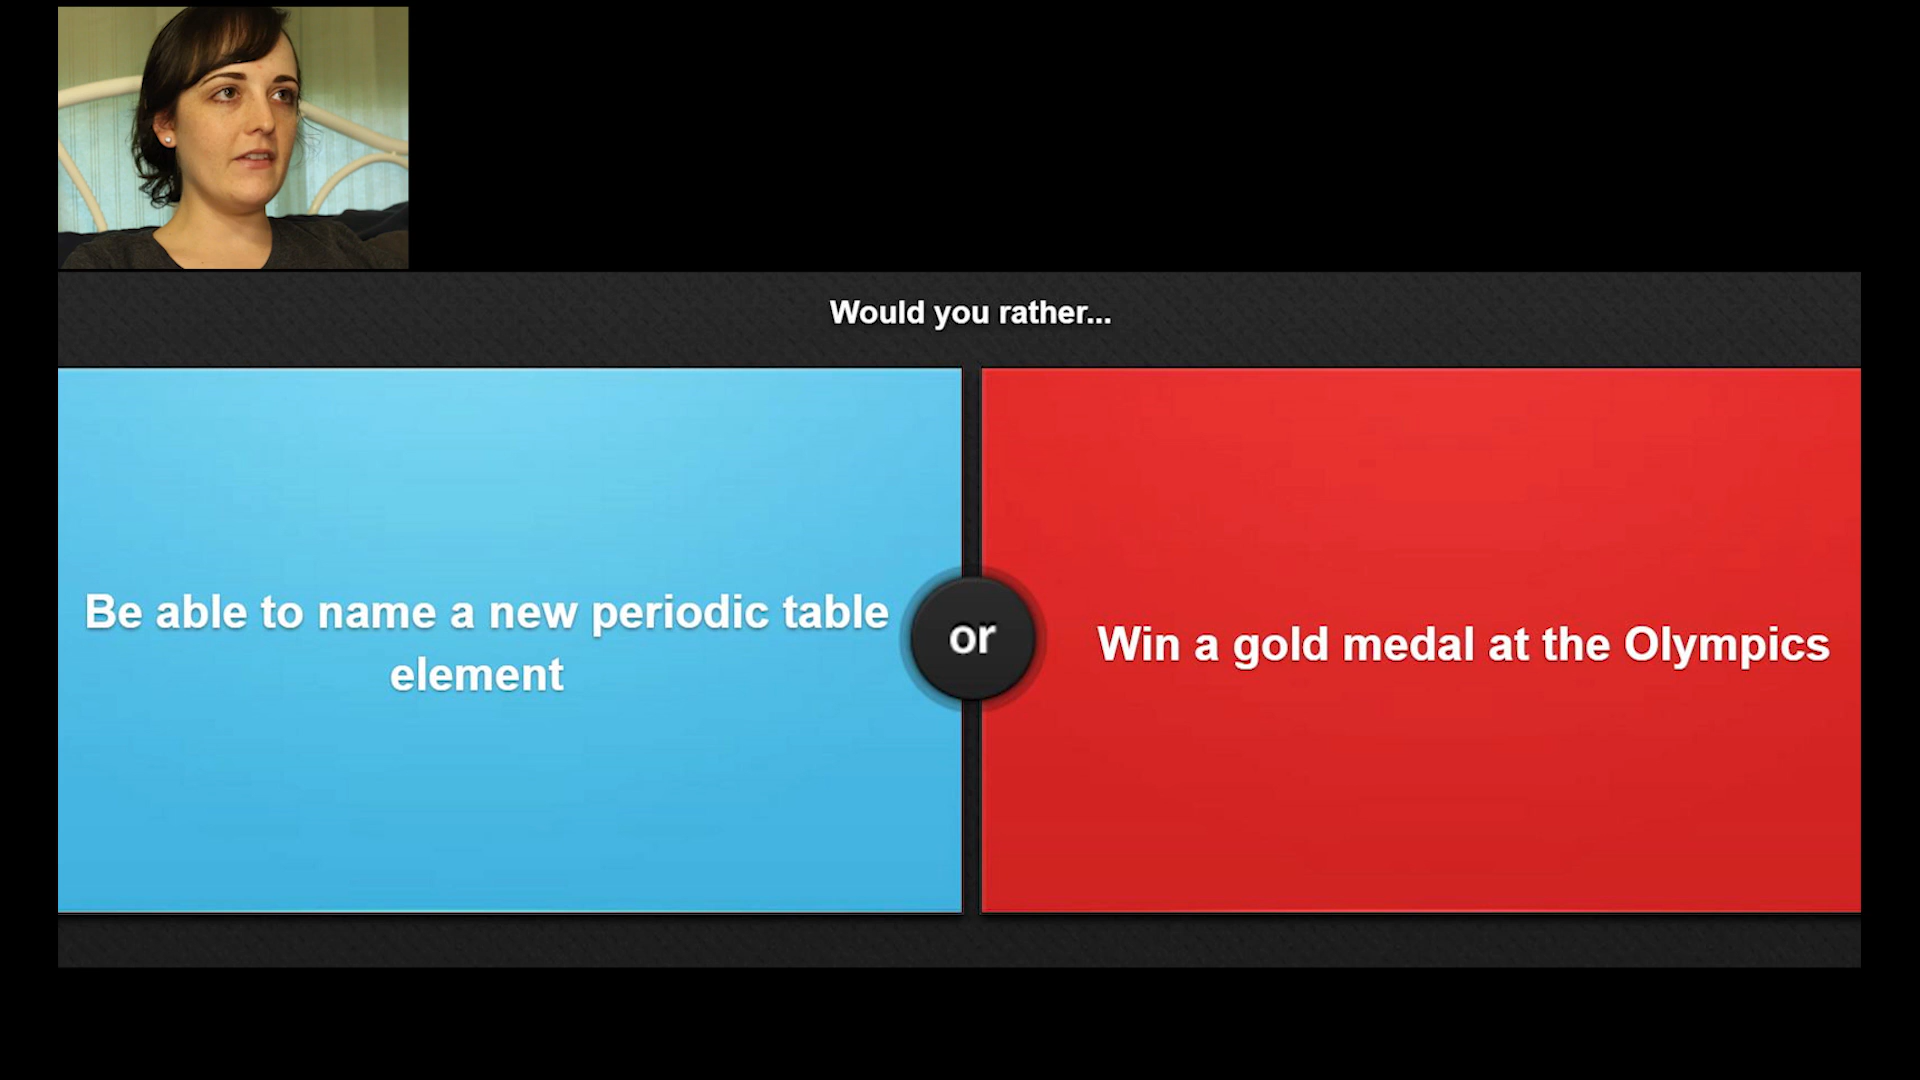 Would you rather...
Be able to name a new periodic table
element
or
Win a gold medal at the Olympics